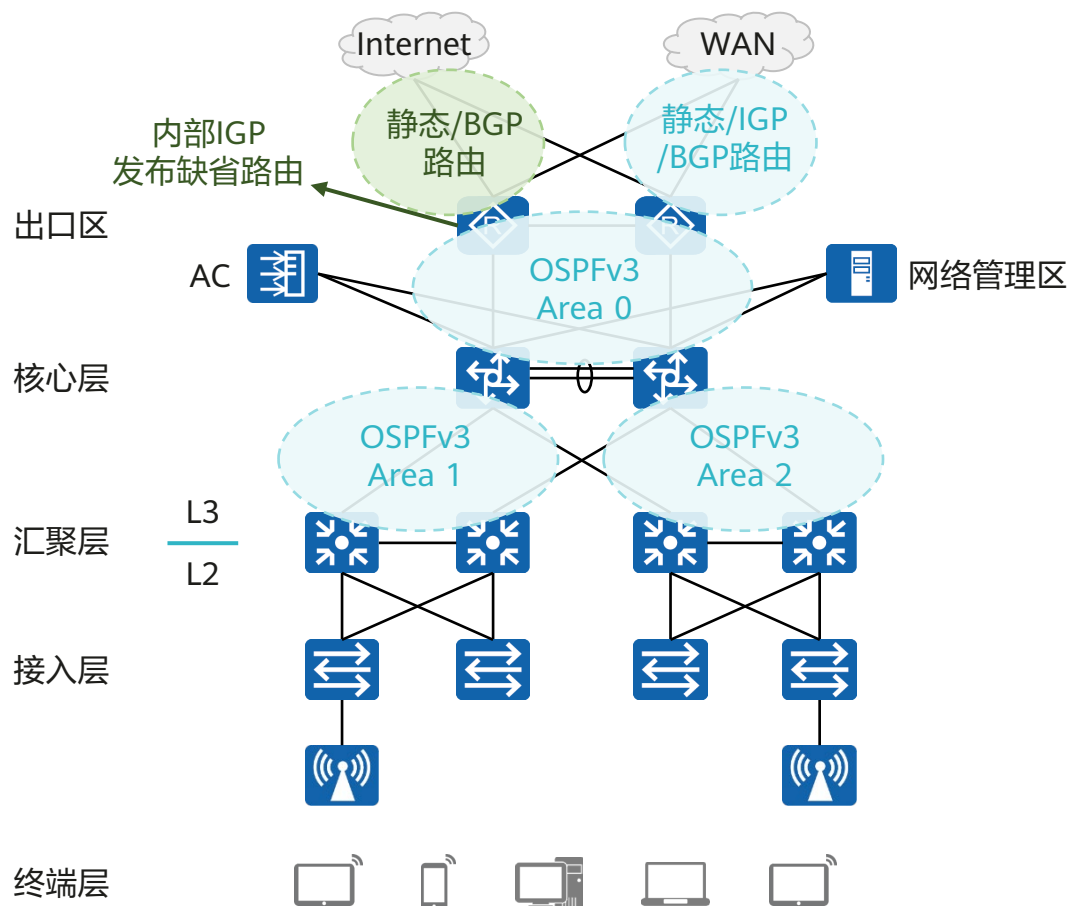 Internet
WAN
静态/BGP
路由
静态/IGP
/BGP路由
内部IGP
发布缺省路由
出口区
R
R
AC
OSPFv3
Area 0
网络管理区
核心层
OSPFv3
Area 1
OSPFv3
Area 2
汇聚层
L3
L2
接入层
终端层